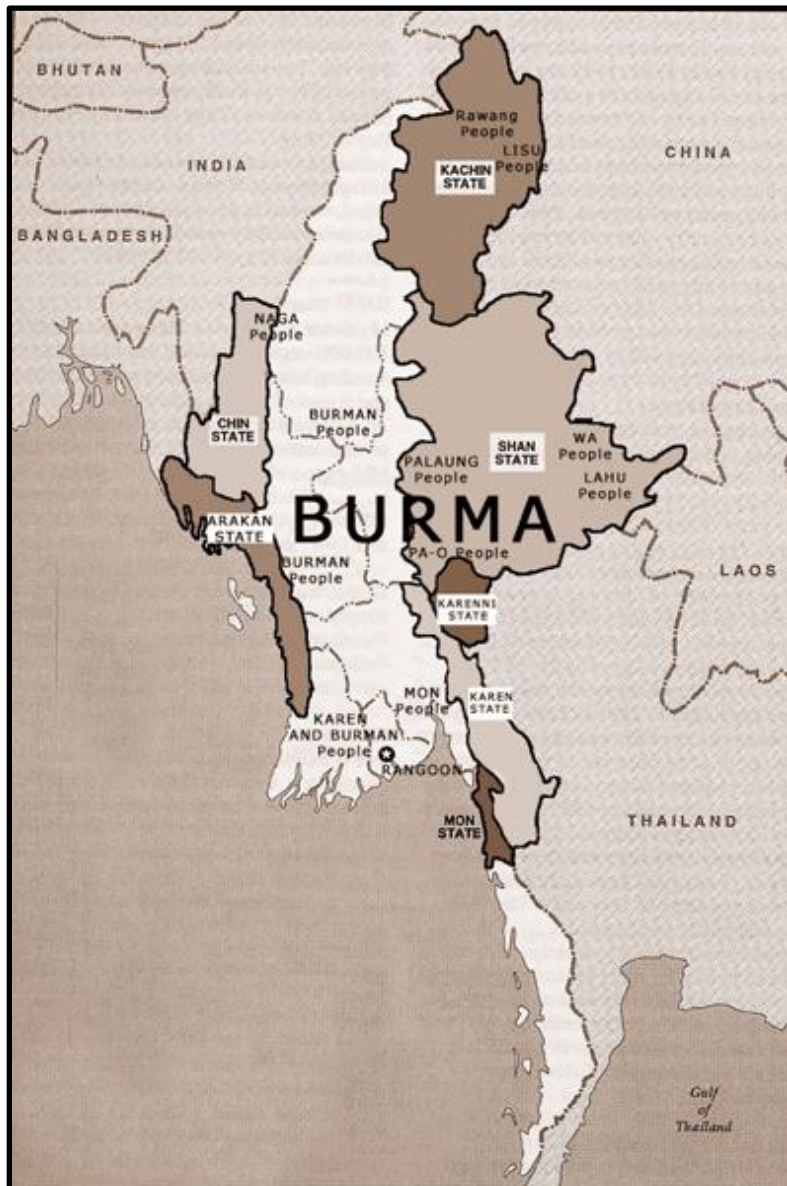 BHUTAN
INDIA
CHINA
BANGLADESH
Rawang
People
LISU
People
KACHIN
STATE
NAGA
People
CHIN
STATE
BURMAN
People
SHAN
STATE
WA
People
PALAUNG
People
LAHU
People
ARAKAN
STATE
BURMA
PA-O People
BURMAN
People
LAOS
KARENNI
STATE
MON
People
KAREN
STATE
KAREN
AND BURMAN
People
RANGOON
MON
STATE
THAILAND
Gulf
of
Thailand